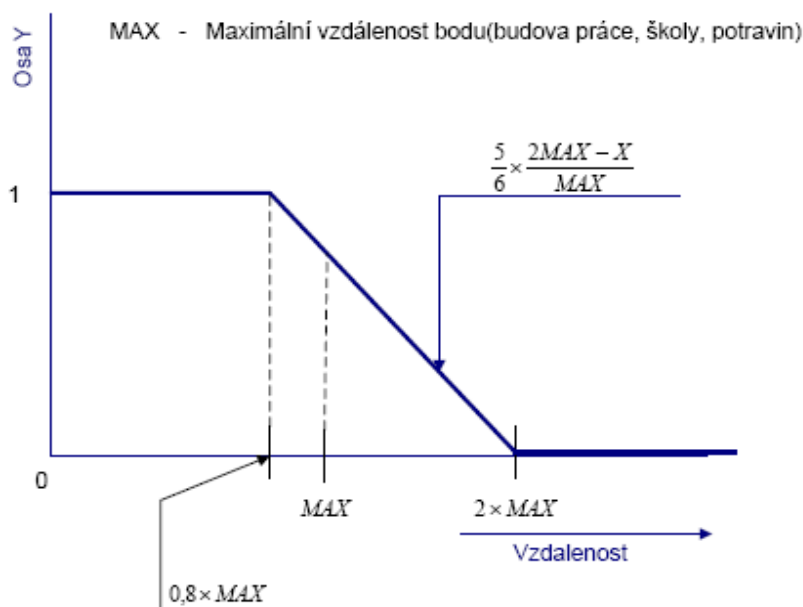 MAX - Maximální vzdálenost bodu(budova práce, školy, potravin)
Osa Y
5/6 × (2MAX − X)/MAX
1
0
MAX
2 × MAX
Vzdalenost
0,8 × MAX